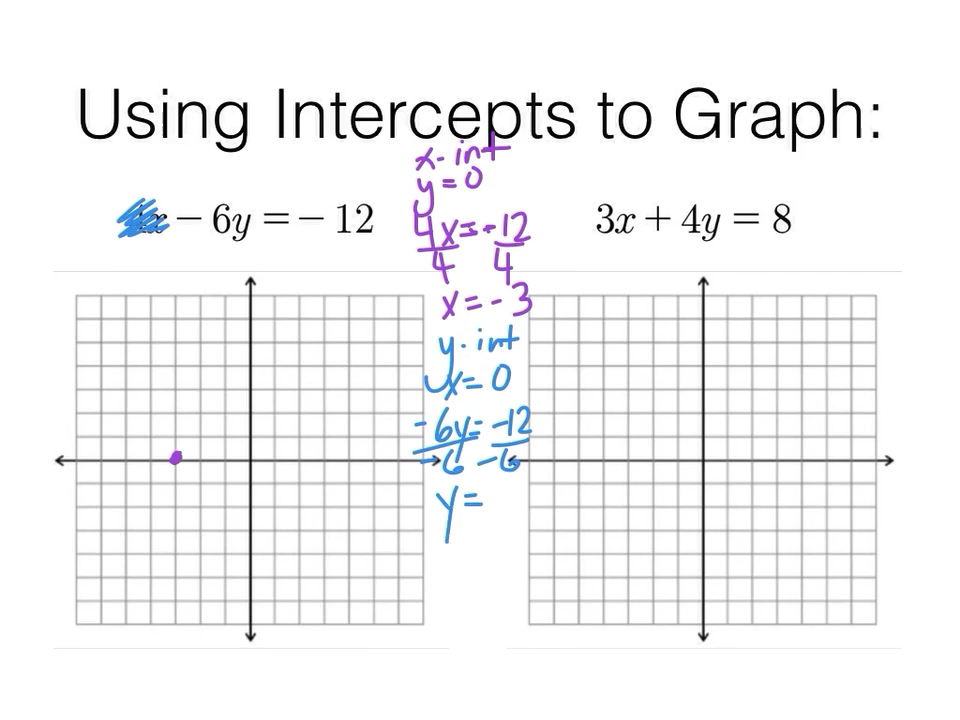 Using Intercepts to Graph:
x - 6y = - 12
3x + 4y = 8
x- int
y = 0
4x = -12
4 4
x = - 3
y- int
x = 0
-6y = -12
-6 -6
y =